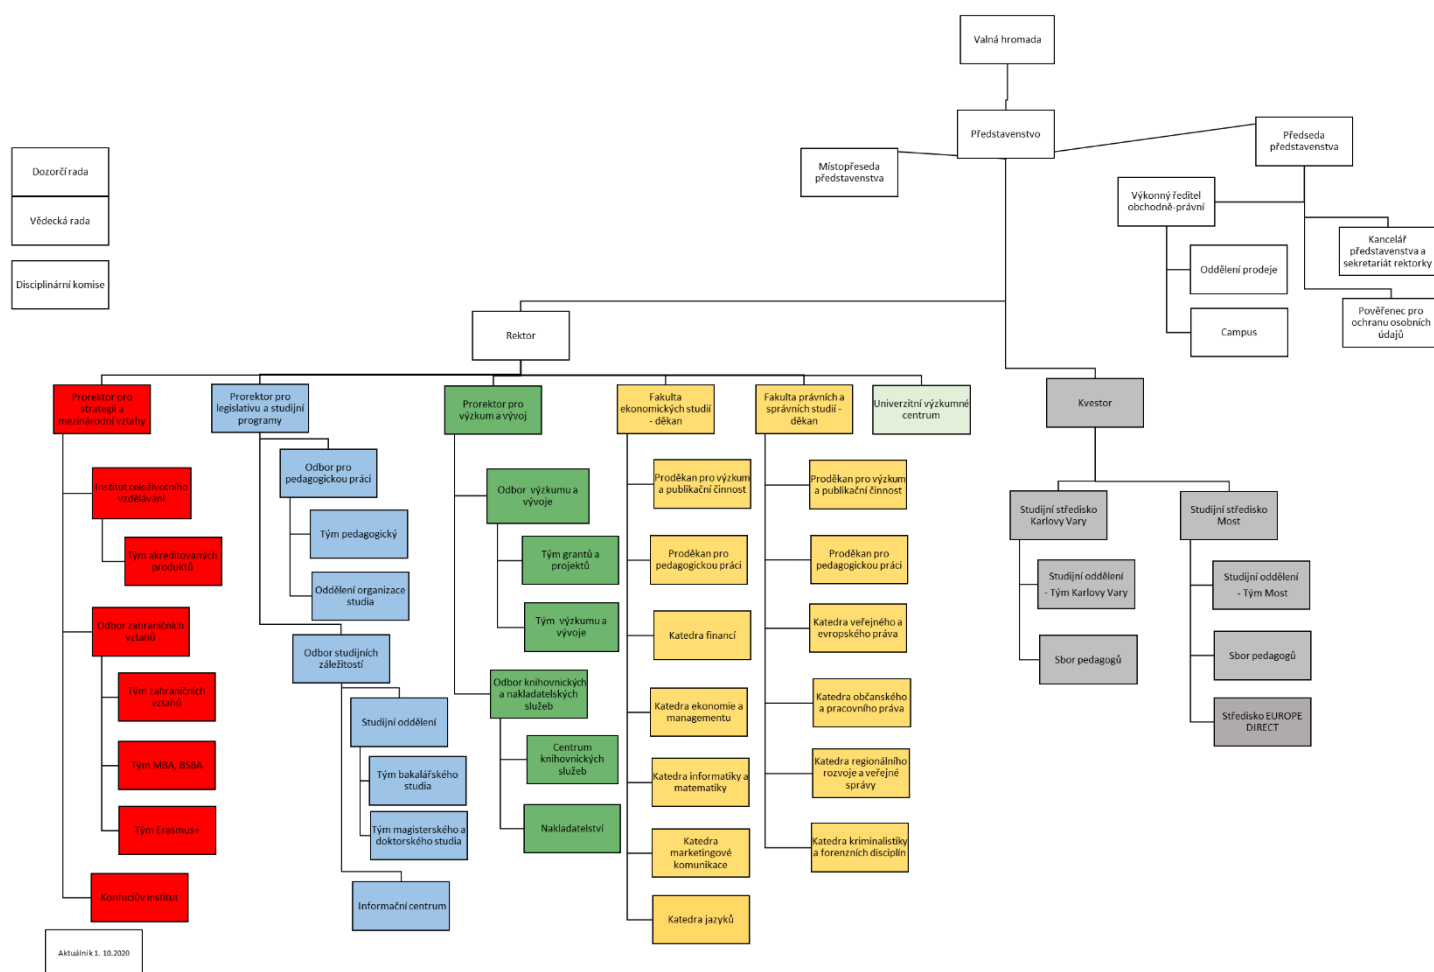 Valná hromada
Představenstvo
Předseda
představenstva
Místopřeseda
představenstva
Dozorčí rada
Vědecká rada
Disciplinární komise
Výkonný ředitel
obchodně-právní
Kancelář
představenstva a
sekretariát rektorky
Oddělení prodeje
Pověřenec pro
ochranu osobních
údajů
Campus
Rektor
Prorektor pro
strategii a
mezinárodní vztahy
Institut celoživotního
vzdělávání
Tým akreditovaných
produktů
Odbor zahraničních
vztahů
Tým zahraničních
vztahů
Tým MBA, BSBA
Tým Erasmus+
Konfuciův institut
Prorektor pro
legislativu a studijní
programy
Odbor pro
pedagogickou práci
Tým pedagogický
Oddělení organizace
studia
Odbor studijních
záležitostí
Studijní oddělení
Tým bakalářského
studia
Tým magisterského a
doktorského studia
Informační centrum
Prorektor pro
výzkum a vývoj
Odbor výzkumu a
vývoje
Tým grantů a
projektů
Tým výzkumu a
vývoje
Odbor knihovnických
a nakladatelských
služeb
Centrum
knihovnických
služeb
Nakladatelství
Fakulta
ekonomických studií
- děkan
Proděkan pro výzkum
a publikační činnost
Proděkan pro
pedagogickou práci
Katedra financí
Katedra ekonomie a
managementu
Katedra informatiky a
matematiky
Katedra
marketingové
komunikace
Katedra jazyků
Fakulta právních a
správních studií -
děkan
Proděkan pro výzkum
a publikační činnost
Proděkan pro
pedagogickou práci
Katedra veřejného a
evropského práva
Katedra občanského
a pracovního práva
Katedra regionálního
rozvoje a veřejné
správy
Katedra kriminalistiky
a forenzních disciplín
Univerzitní výzkumné
centrum
Kvestor
Studijní středisko
Karlovy Vary
Studijní oddělení
- Tým Karlovy Vary
Sbor pedagogů
Studijní středisko
Most
Studijní oddělení
- Tým Most
Sbor pedagogů
Středisko EUROPE
DIRECT
Aktuálník 1. 10.2020